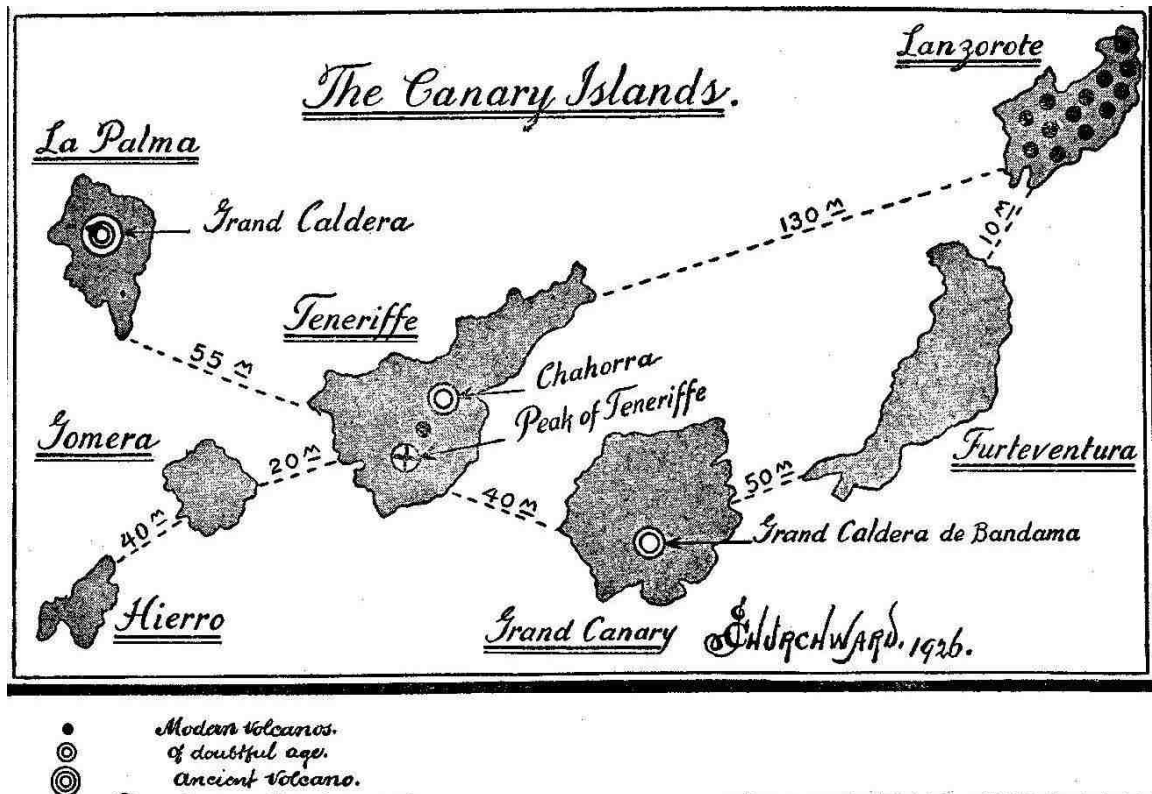 Lanzorote
The Canary Islands.
La Palma
Grand Caldera
130 M
10 M
Teneriffe
55 M
Chahorra
Peak of Teneriffe
Gomera
20 M
Furteventura
40 M
50 M
40 M
Grand Caldera de Bandama
Hierro
Grand Canary
CHURCHWARD. 1926.
Modern Volcanos.
of doubtful age.
Ancient Volcano.